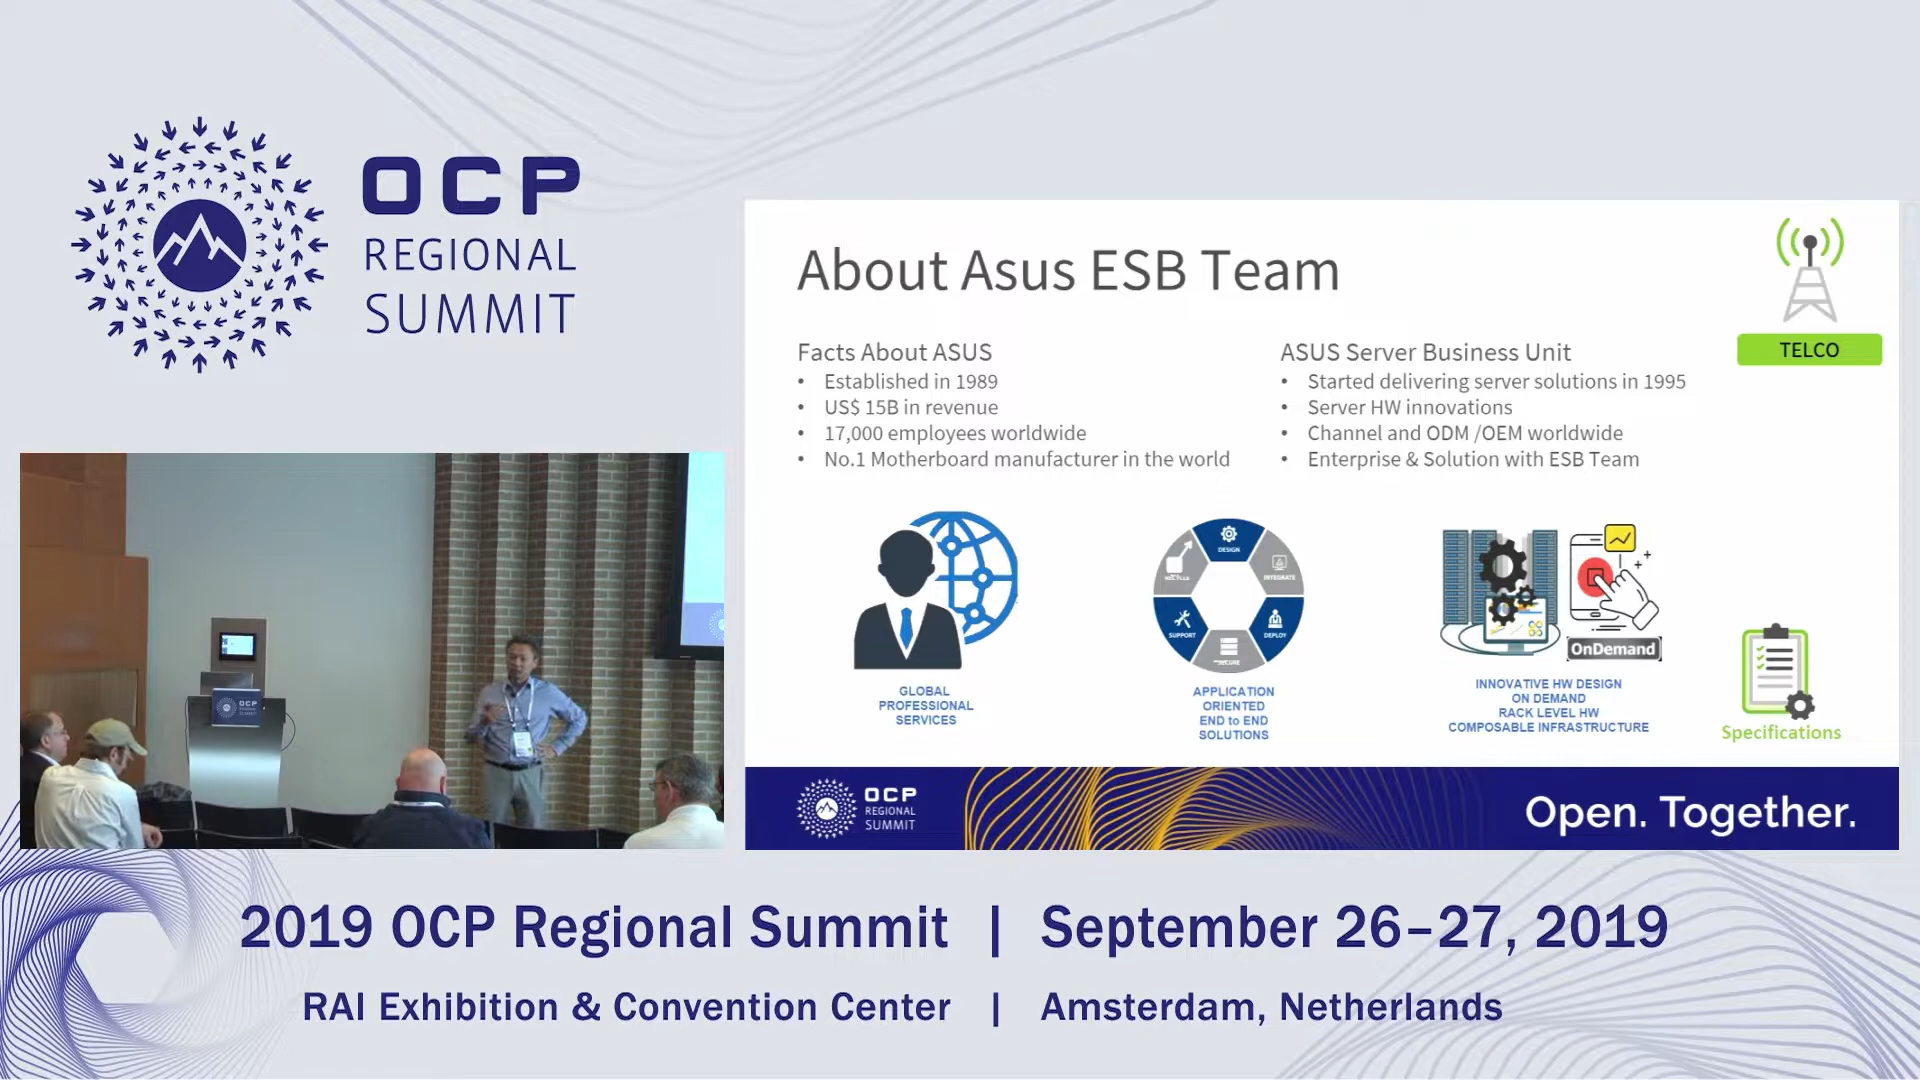 OCP
REGIONAL
SUMMIT
About Asus ESB Team
TELCO
Facts About ASUS
• Established in 1989
• US$ 15B in revenue
• 17,000 employees worldwide
• No.1 Motherboard manufacturer in the world
ASUS Server Business Unit
• Started delivering server solutions in 1995
• Server HW innovations
• Channel and ODM /OEM worldwide
• Enterprise & Solution with ESB Team
GLOBAL
PROFESSIONAL
SERVICES
DESIGN
INTEGRATE
DEPLOY
SUPPORT
APPLICATION
ORIENTED
END to END
SOLUTIONS
OnDemand
INNOVATIVE HW DESIGN
ON DEMAND
RACK LEVEL HW
COMPOSABLE INFRASTRUCTURE
Specifications
OCP
REGIONAL
SUMMIT
Open. Together.
OCP
2019 OCP Regional Summit | September 26–27, 2019
RAI Exhibition & Convention Center | Amsterdam, Netherlands